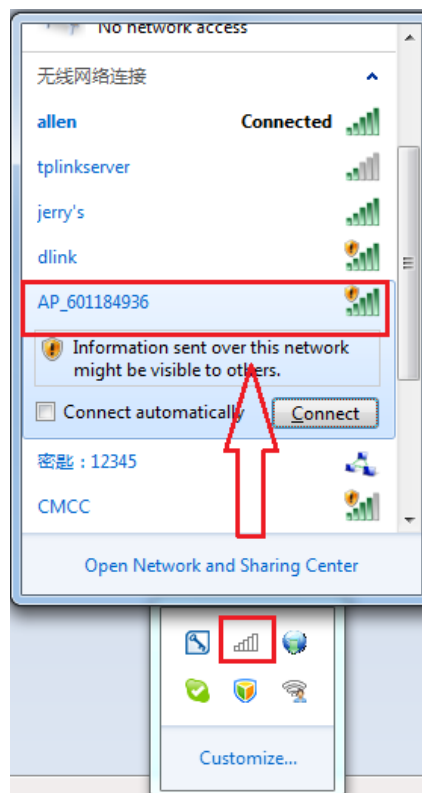 No network access
无线网络连接
allen Connected
tplinkserver
jerry's
dlink
AP_601184936
Information sent over this network
might be visible to others.
Connect automatically Connect
密匙：12345
CMCC
Open Network and Sharing Center
Customize...